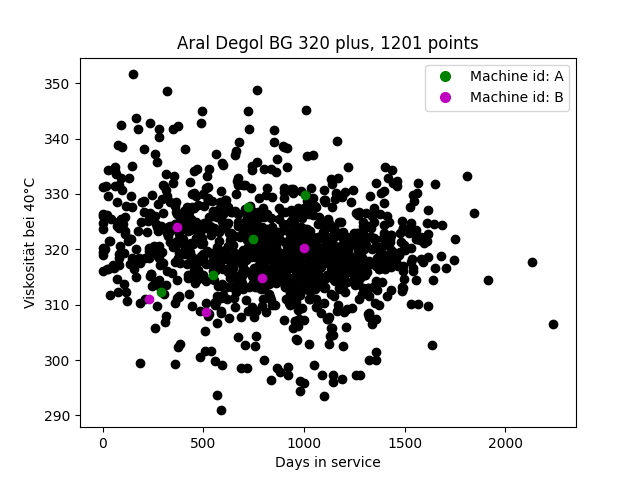 Aral Degol BG 320 plus, 1201 points
Machine id: A
Machine id: B
Viskosität bei 40°C
350
340
330
320
310
300
290
0
500
1000
1500
2000
Days in service